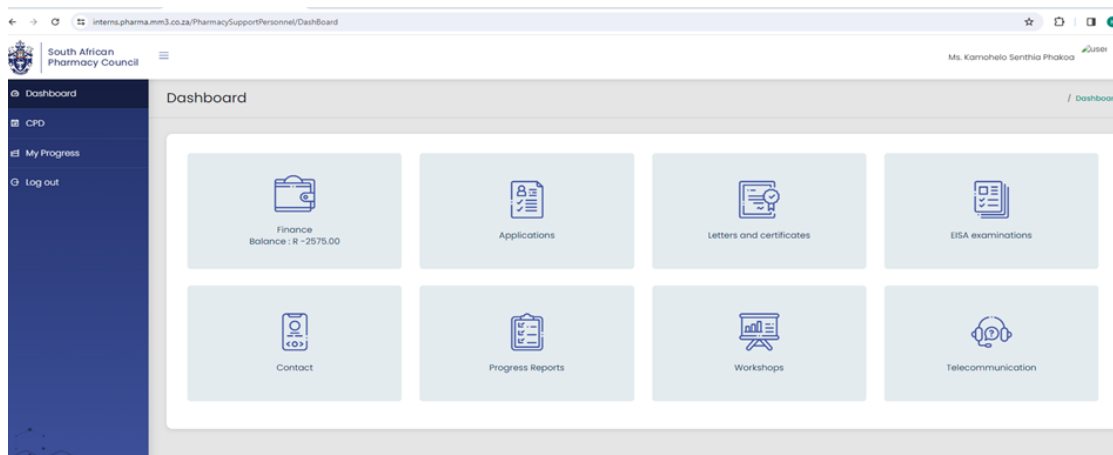 interns.pharma.mm3.co.za/PharmacySupportPersonnel/DashBoard
South African
Pharmacy Council
Ms. Kamohelo Senthia Phakoa
user
Dashboard
CPD
My Progress
Log out
Dashboard
/ Dashboar
Finance
Balance : R -2575.00
Applications
Letters and certificates
EISA examinations
Contact
Progress Reports
Workshops
Telecommunication